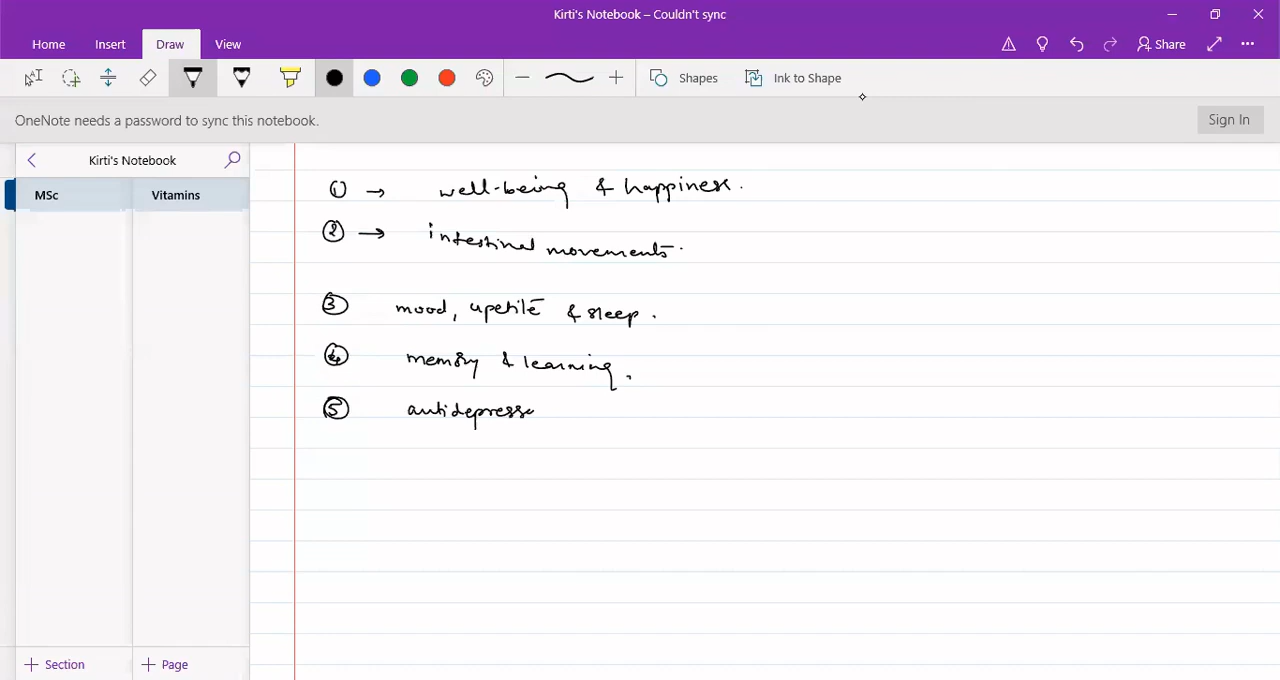 Kirti's Notebook – Couldn't sync
Home Insert Draw View Share
Shapes Ink to Shape
OneNote needs a password to sync this notebook. Sign In
Kirti's Notebook
MSc Vitamins
① → well-being & happiness.
② → intestinal movements.
③ mood, upetite & sleep.
④ memory & learning.
⑤ antidepresse
+ Section + Page